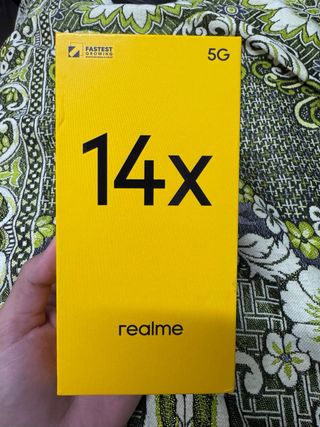 FASTEST
GROWING
5G
14x
realme